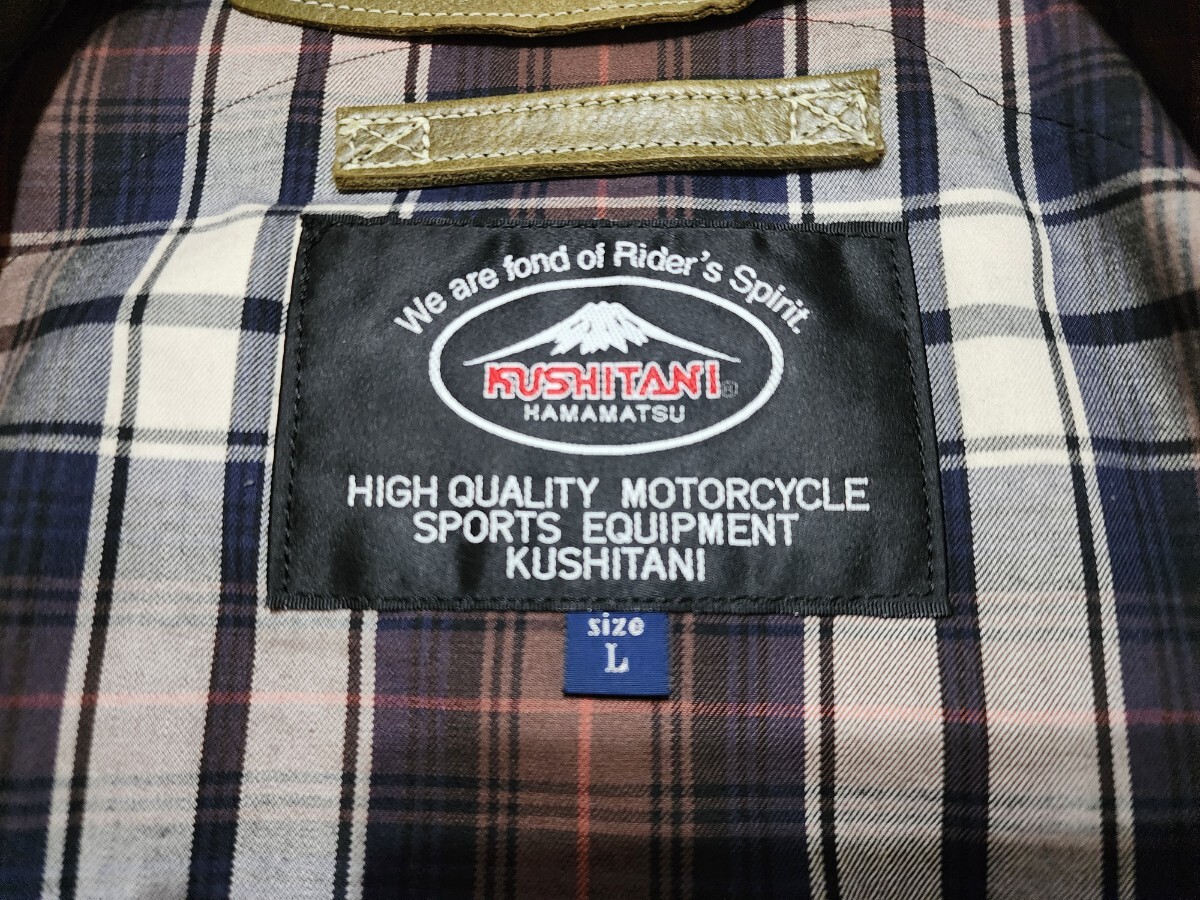 We are fond of Rider's Spirit.
KUSHITANI®
HAMAMATSU
HIGH QUALITY MOTORCYCLE
SPORTS EQUIPMENT
KUSHITANI
size
L